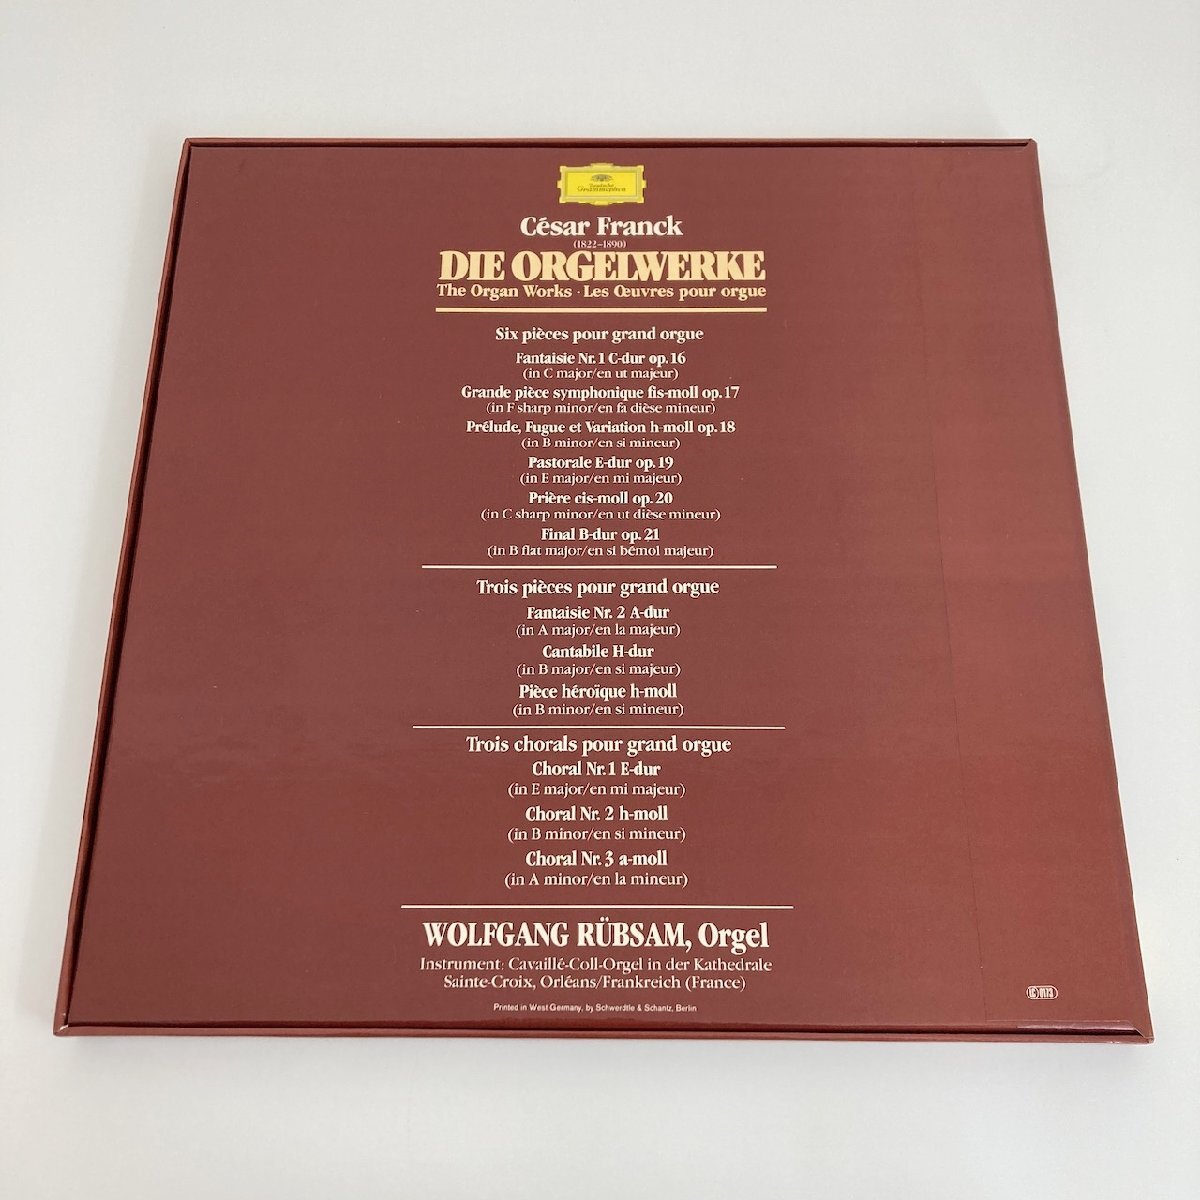 Deutsche
Grammophon
César Franck
(1822–1890)
DIE ORGELWERKE
The Organ Works · Les Œuvres pour orgue
Six pièces pour grand orgue
Fantaisie Nr. 1 C-dur op. 16
(in C major/en ut majeur)
Grande pièce symphonique fis-moll op. 17
(in F sharp minor/en fa dièse mineur)
Prélude, Fugue et Variation h-moll op. 18
(in B minor/en si mineur)
Pastorale E-dur op. 19
(in E major/en mi majeur)
Prière cis-moll op. 20
(in C sharp minor/en ut dièse mineur)
Final B-dur op. 21
(in B flat major/en si bémol majeur)
Trois pièces pour grand orgue
Fantaisie Nr. 2 A-dur
(in A major/en la majeur)
Cantabile H-dur
(in B major/en si majeur)
Pièce héroïque h-moll
(in B minor/en si mineur)
Trois chorals pour grand orgue
Choral Nr. 1 E-dur
(in E major/en mi majeur)
Choral Nr. 2 h-moll
(in B minor/en si mineur)
Choral Nr. 3 a-moll
(in A minor/en la mineur)
WOLFGANG RÜBSAM, Orgel
Instrument: Cavaillé-Coll-Orgel in der Kathedrale
Sainte-Croix, Orléans/Frankreich (France)
Printed in West Germany, by Schwerdtle & Schantz, Berlin
LC 0173